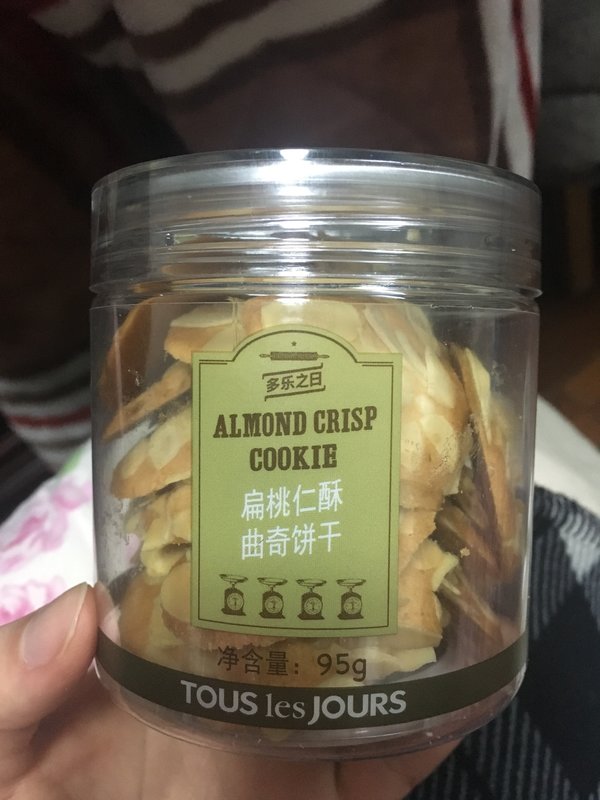 多乐之日
ALMOND CRISP
COOKIE
扁桃仁酥
曲奇饼干
净含量：95g
TOUS les JOURS